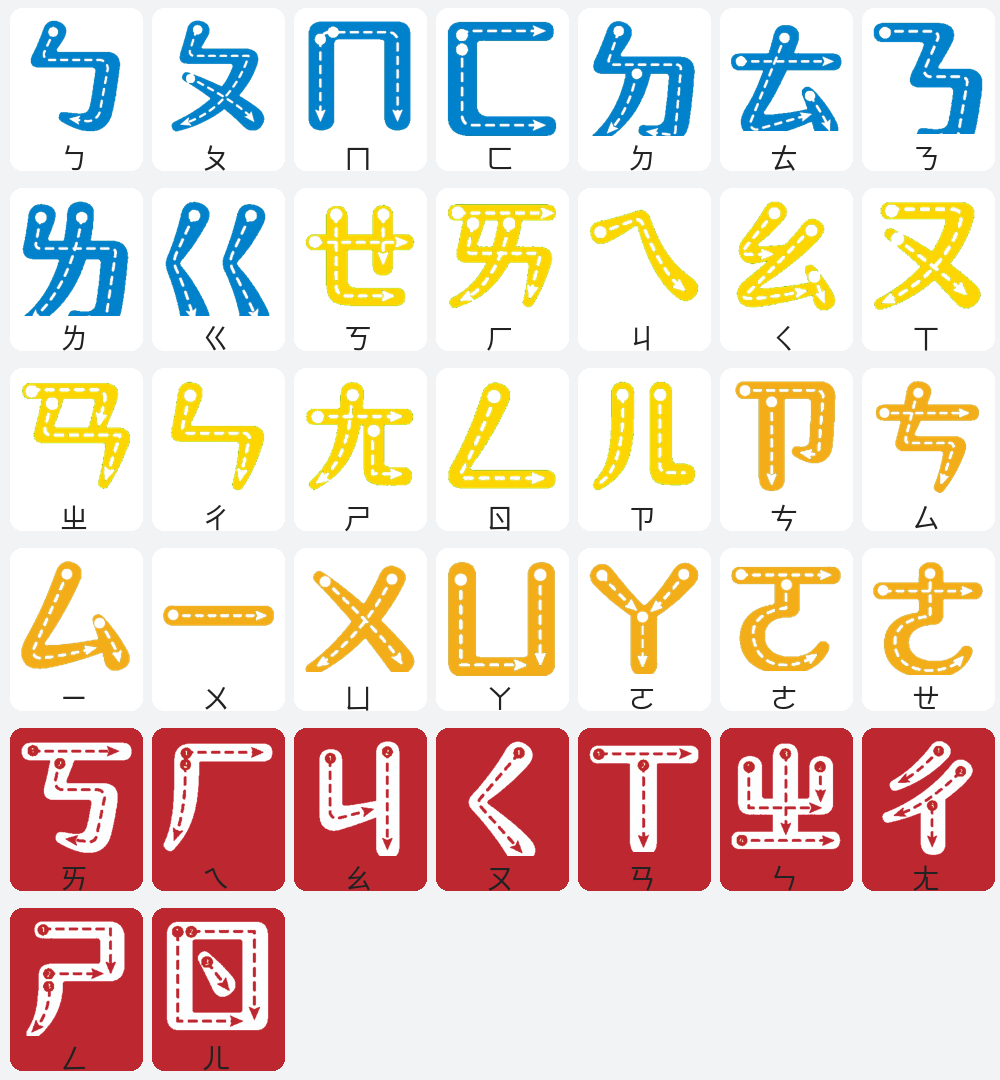 ㄅ ㄆ ㄇ ㄈ ㄉ ㄊ ㄋ
ㄅ ㄆ ㄇ ㄈ ㄉ ㄊ ㄋ
ㄌ ㄍ ㄝ ㄞ ㄟ ㄠ ㄡ
ㄌ ㄍ ㄎ ㄏ ㄐ ㄑ ㄒ
ㄢ ㄣ ㄤ ㄥ ㄦ ㄗ ㄘ
ㄓ ㄔ ㄕ ㄖ ㄗ ㄘ ㄙ
ㄙ ㄧ ㄨ ㄩ ㄚ ㄛ ㄜ
ㄧ ㄨ ㄩ ㄚ ㄛ ㄜ ㄝ
ㄎ ㄏ ㄐ ㄑ ㄒ ㄓ ㄔ
ㄞ ㄟ ㄠ ㄡ ㄢ ㄣ ㄤ
ㄕ ㄖ
ㄥ ㄦ